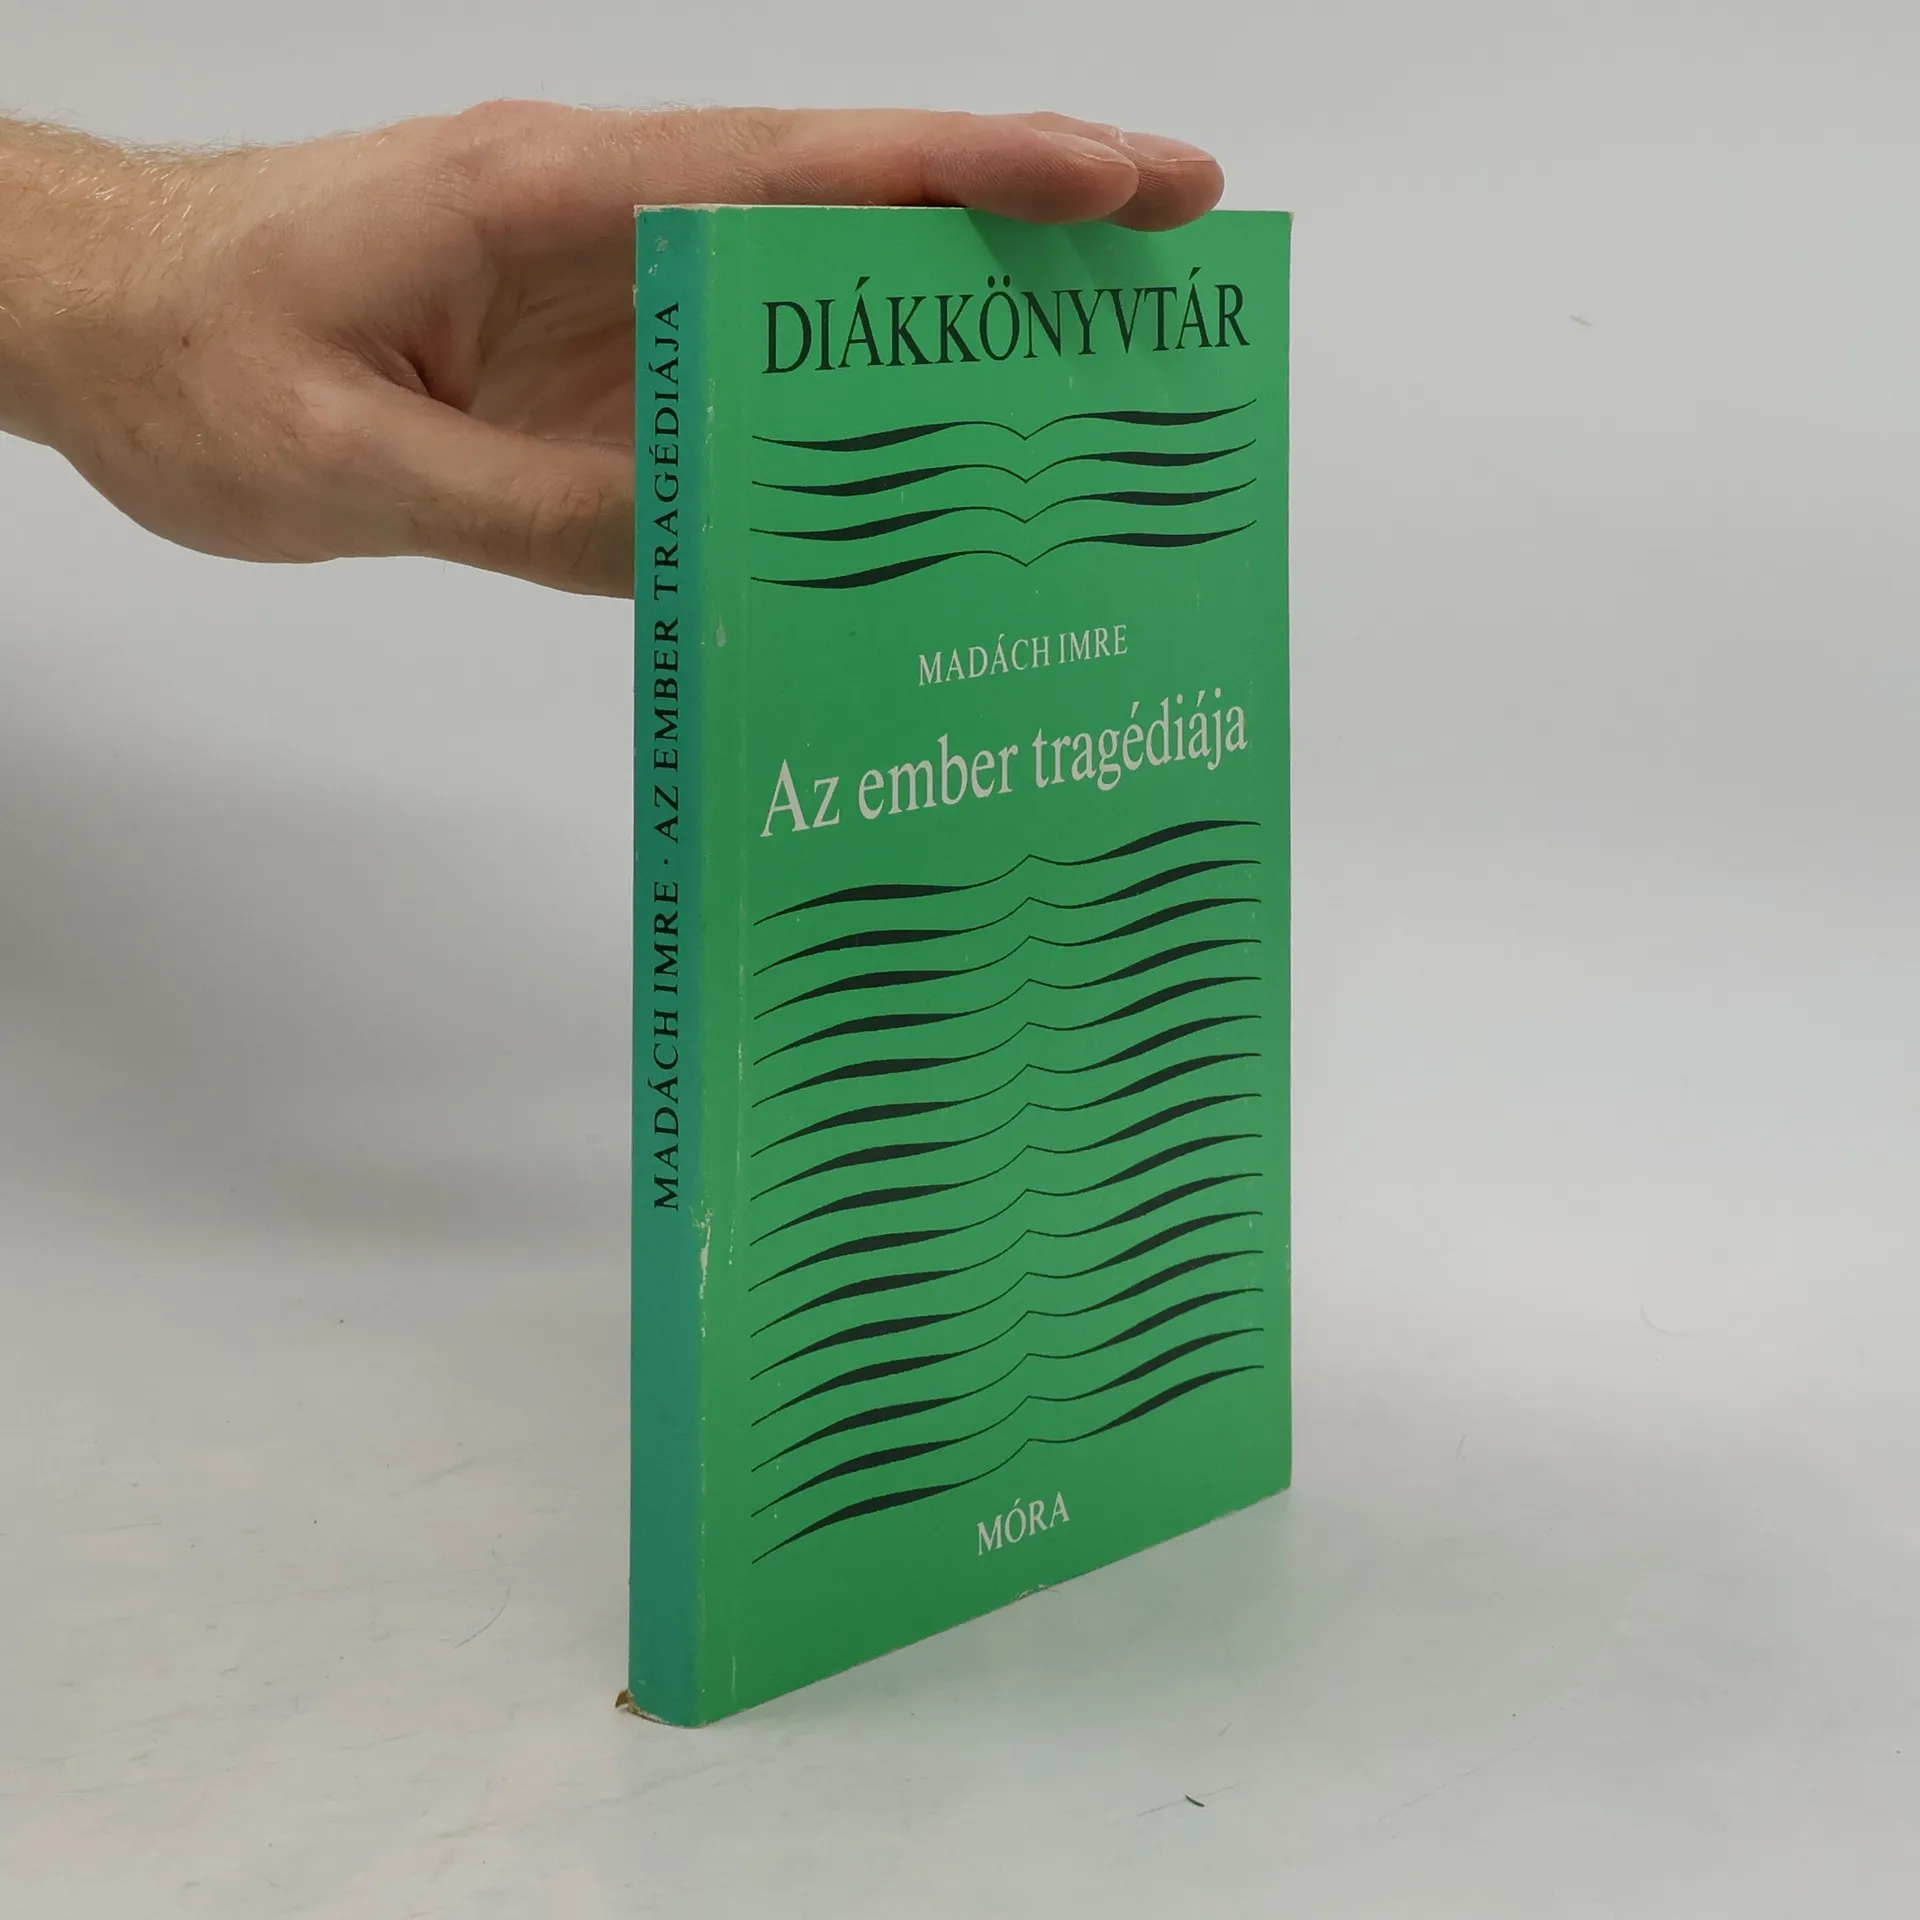 MADÁCH IMRE · AZ EMBER TRAGÉDIÁJA
DIÁKKÖNYVTÁR
MADÁCH IMRE
Az ember tragédiája
MÓRA